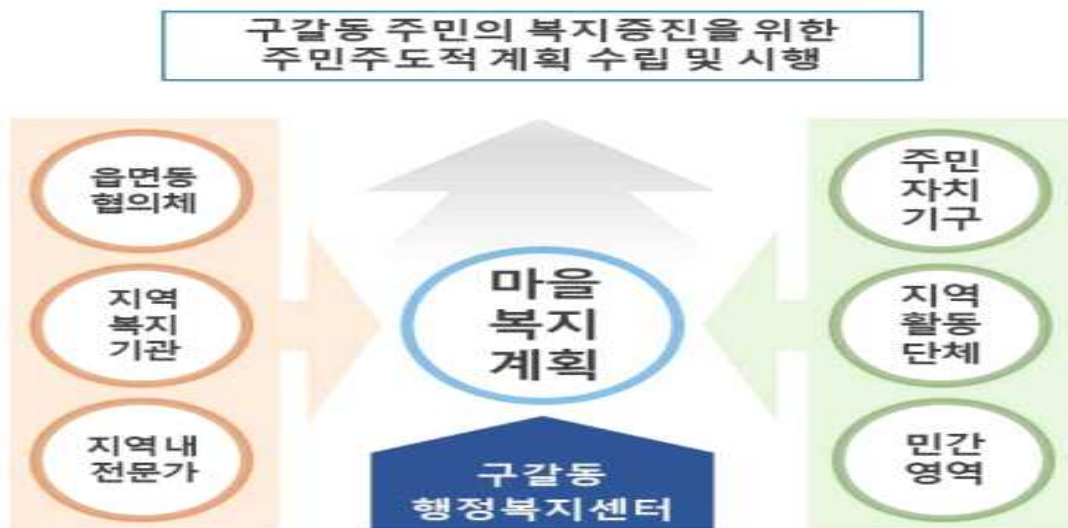 구갈동 주민의 복지증진을 위한
주민주도적 계획 수립 및 시행
읍면동
협의체
지역
복지
기관
지역 내
전문가
마을
복지
계획
구갈동
행정복지센터
주민
자치
기구
지역
활동
단체
민간
영역